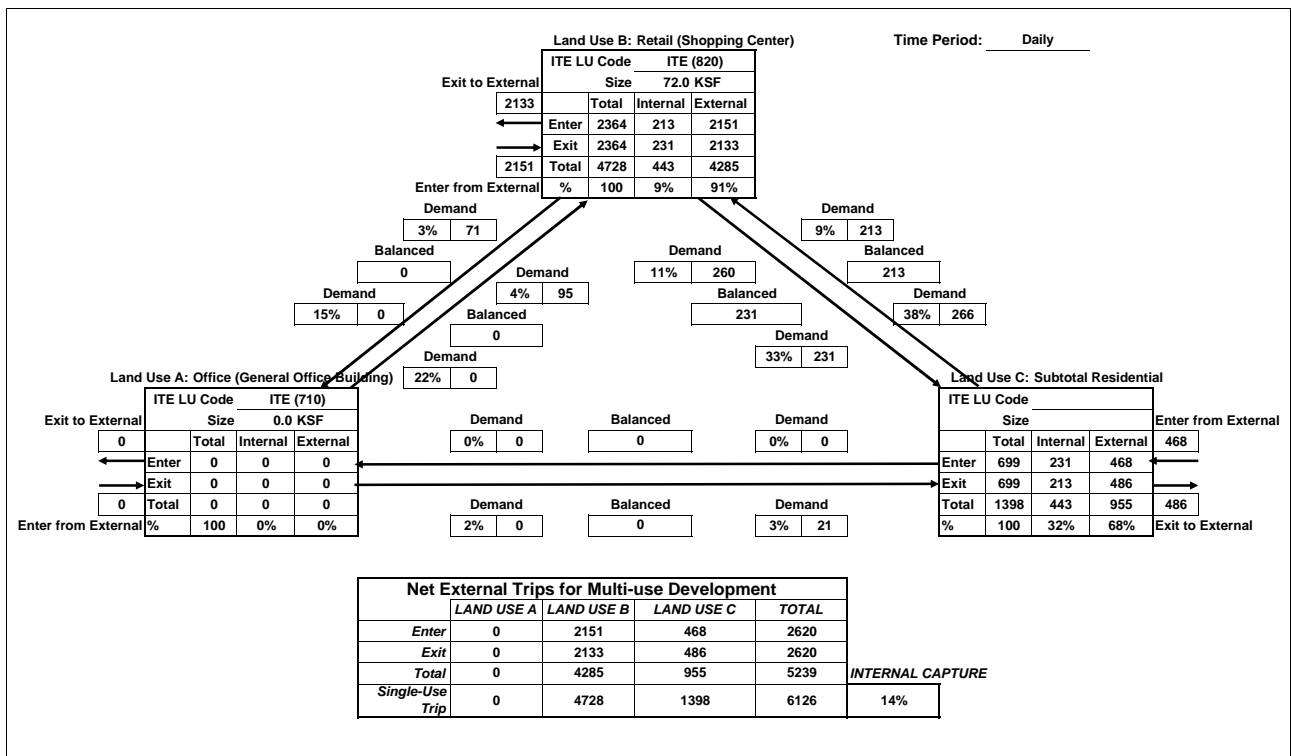 Land Use B: Retail (Shopping Center) Time Period: Daily
ITE LU Code ITE (820)
Exit to External Size 72.0 KSF
2133 Total Internal External
Enter 2364 213 2151
Exit 2364 231 2133
2151 Total 4728 443 4285
Enter from External % 100 9% 91%
Demand Demand
3% 71 9% 213
Balanced Demand Balanced
0 11% 260 213
Demand Demand Balanced Demand
15% 0 4% 95 231 38% 266
Balanced
0 Demand
Demand 33% 231
22% 0
Land Use A: Office (General Office Building) Land Use C: Subtotal Residential
ITE LU Code ITE (710) ITE LU Code
Exit to External Size 0.0 KSF Demand Balanced Demand Size Enter from External
0 Total Internal External 0% 0 0 0% 0 Total Internal External 468
Enter 0 0 0 Enter 699 231 468
Exit 0 0 0 Exit 699 213 486
0 Total 0 0 0 Demand Balanced Demand Total 1398 443 955 486
Enter from External % 100 0% 0% 2% 0 0 3% 21 % 100 32% 68% Exit to External
Net External Trips for Multi-use Development
LAND USE A LAND USE B LAND USE C TOTAL
Enter 0 2151 468 2620
Exit 0 2133 486 2620
Total 0 4285 955 5239 INTERNAL CAPTURE
Single-Use
Trip 0 4728 1398 6126 14%